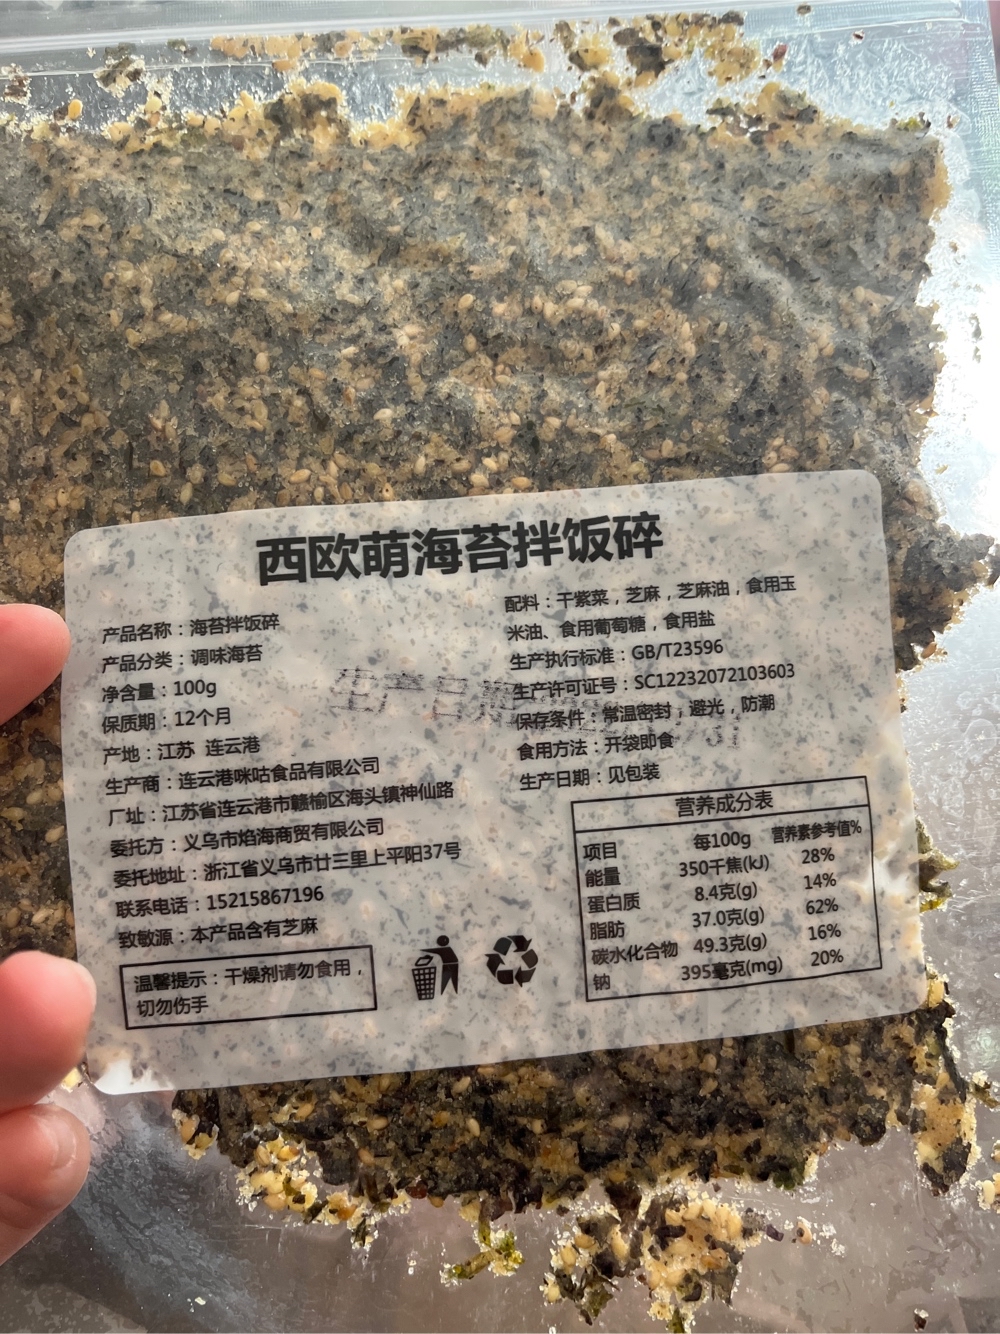 西欧萌海苔拌饭碎
产品名称：海苔拌饭碎
产品分类：调味海苔
净含量：100g
保质期：12个月
产地：江苏 连云港
生产商：连云港咪咕食品有限公司
厂址：江苏省连云港市赣榆区海头镇神仙路
委托方：义乌市焰海商贸有限公司
委托地址：浙江省义乌市廿三里上平阳37号
联系电话：15215867196
致敏源：本产品含有芝麻
温馨提示：干燥剂请勿食用，
切勿伤手
配料：干紫菜，芝麻，芝麻油，食用玉
米油、食用葡萄糖，食用盐
生产执行标准：GB/T23596
生产许可证号：SC12232072103603
保存条件：常温密封，避光，防潮
食用方法：开袋即食
生产日期：见包装
营养成分表
项目 每100g 营养素参考值%
能量 350千焦(kJ) 28%
蛋白质 8.4克(g) 14%
脂肪 37.0克(g) 62%
碳水化合物 49.3克(g) 16%
钠 395毫克(mg) 20%
生产日期